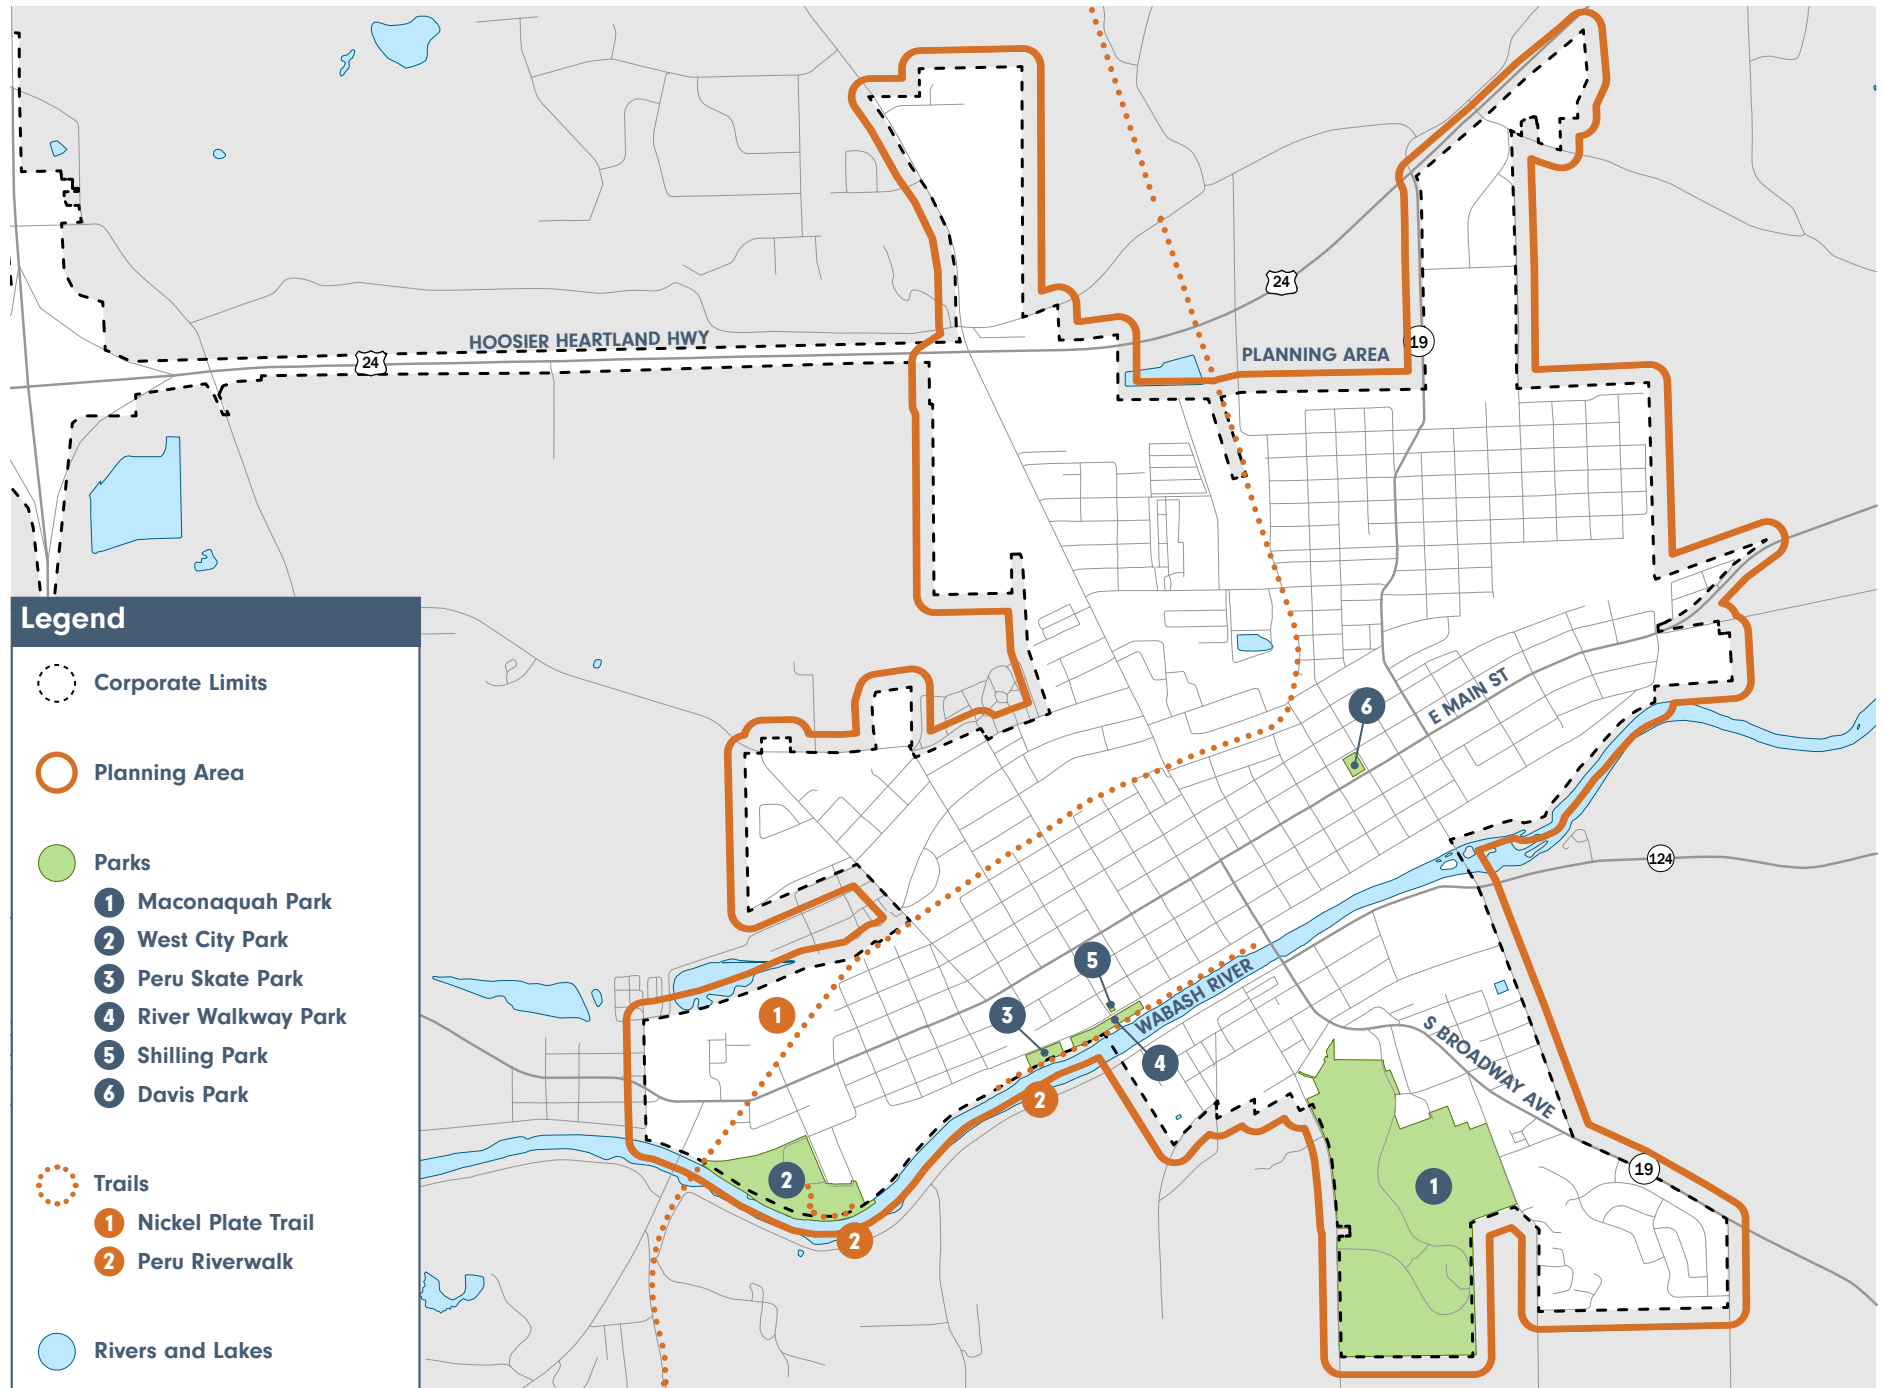 24
HOOSIER HEARTLAND HWY
24
PLANNING AREA
19
Legend
Corporate Limits
Planning Area
Parks
1 Maconaquah Park
2 West City Park
3 Peru Skate Park
4 River Walkway Park
5 Shilling Park
6 Davis Park
Trails
1 Nickel Plate Trail
2 Peru Riverwalk
Rivers and Lakes
6
E MAIN ST
124
5
3
1
WABASH RIVER
4
2
S BROADWAY AVE
2
1
19
2